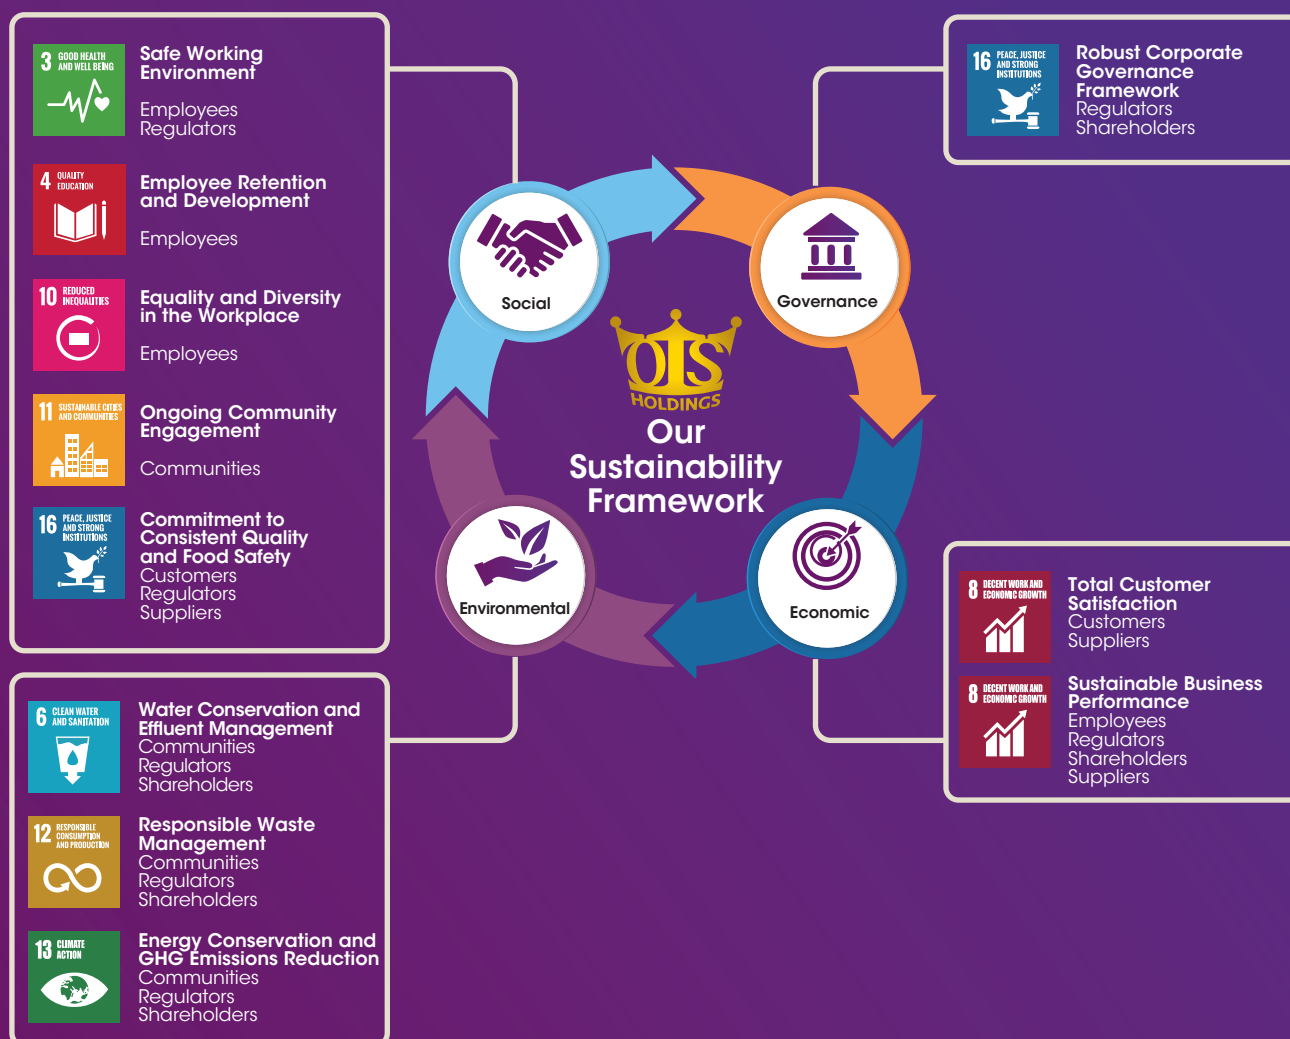 3 GOOD HEALTH
AND WELL BEING
Safe Working
Environment
Employees
Regulators
4 QUALITY
EDUCATION
Employee Retention
and Development
Employees
10 REDUCED
INEQUALITIES
Equality and Diversity
in the Workplace
Employees
11 SUSTAINABLE CITIES
AND COMMUNITIES
Ongoing Community
Engagement
Communities
16 PEACE, JUSTICE
AND STRONG
INSTITUTIONS
Commitment to
Consistent Quality
and Food Safety
Customers
Regulators
Suppliers
6 CLEAN WATER
AND SANITATION
Water Conservation and
Effluent Management
Communities
Regulators
Shareholders
12 RESPONSIBLE
CONSUMPTION
AND PRODUCTION
Responsible Waste
Management
Communities
Regulators
Shareholders
13 CLIMATE
ACTION
Energy Conservation and
GHG Emissions Reduction
Communities
Regulators
Shareholders
Social
Governance
OTS
HOLDINGS
Our
Sustainability
Framework
Environmental
Economic
16 PEACE, JUSTICE
AND STRONG
INSTITUTIONS
Robust Corporate
Governance
Framework
Regulators
Shareholders
8 DECENT WORK AND
ECONOMIC GROWTH
Total Customer
Satisfaction
Customers
Suppliers
8 DECENT WORK AND
ECONOMIC GROWTH
Sustainable Business
Performance
Employees
Regulators
Shareholders
Suppliers